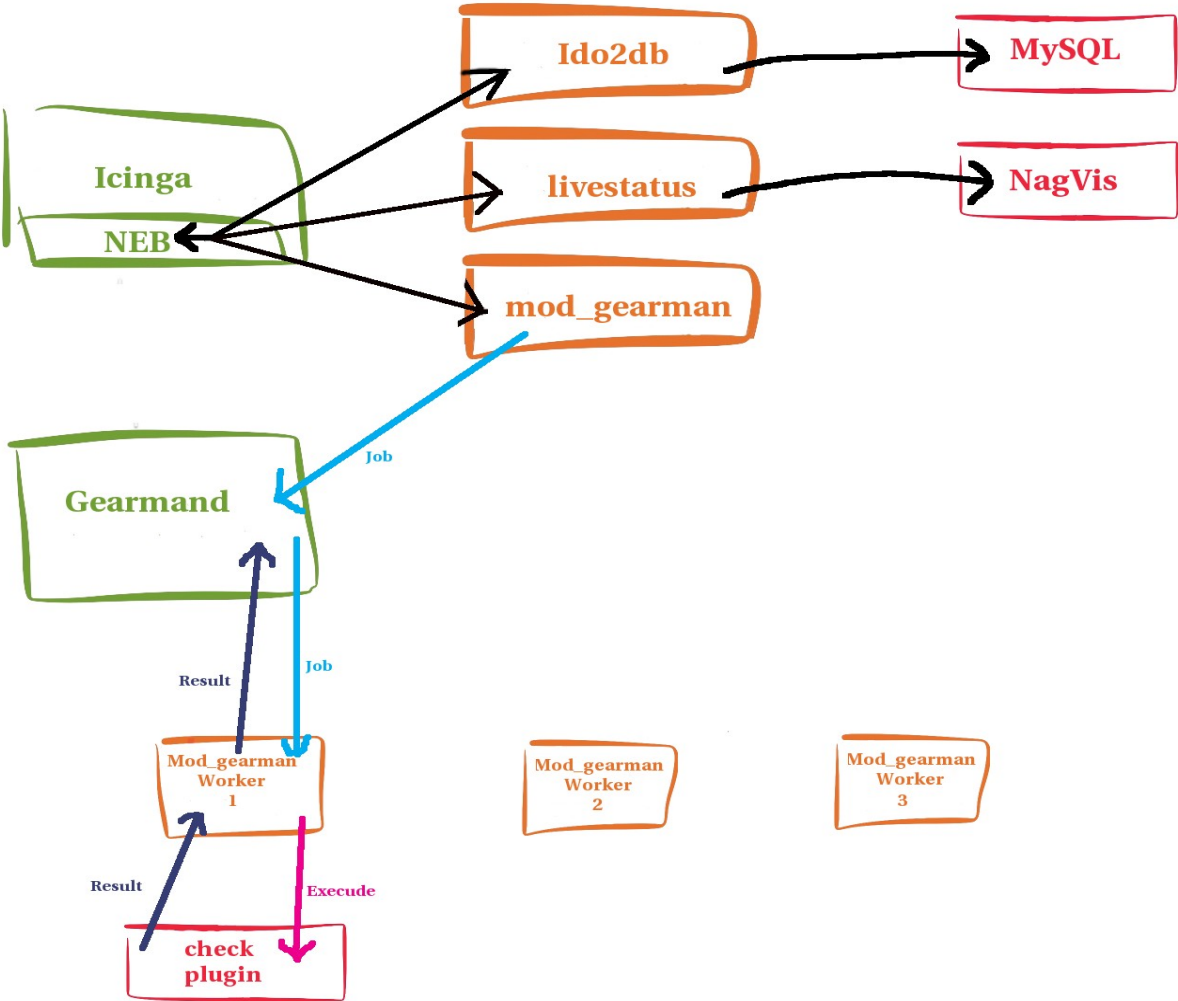 Ido2db
MySQL
Icinga
livestatus
NagVis
NEB
mod_gearman
Job
Gearmand
Result
Job
Mod_gearman
Worker
1
Mod_gearman
Worker
2
Mod_gearman
Worker
3
Result
Execude
check
plugin